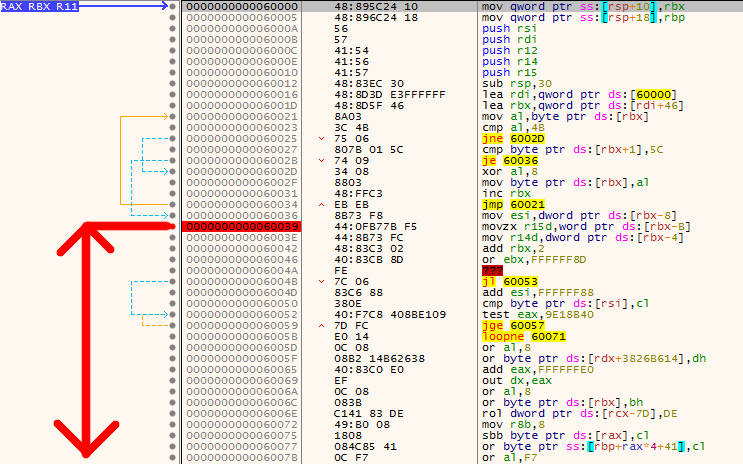 RAX RBX R11 0000000000060000 48:895C24 10 mov qword ptr ss:[rsp+10],rbx
0000000000060005 48:896C24 18 mov qword ptr ss:[rsp+18],rbp
000000000006000A 56 push rsi
000000000006000B 57 push rdi
000000000006000C 41:54 push r12
000000000006000E 41:56 push r14
0000000000060010 41:57 push r15
0000000000060012 48:83EC 30 sub rsp,30
0000000000060016 48:8D3D E3FFFFFF lea rdi,qword ptr ds:[60000]
000000000006001D 48:8D5F 46 lea rbx,qword ptr ds:[rdi+46]
0000000000060021 8A03 mov al,byte ptr ds:[rbx]
0000000000060023 3C 4B cmp al,4B
0000000000060025 75 06 jne 6002D
0000000000060027 807B 01 5C cmp byte ptr ds:[rbx+1],5C
000000000006002B 74 09 je 60036
000000000006002D 34 08 xor al,8
000000000006002F 8803 mov byte ptr ds:[rbx],al
0000000000060031 48:FFC3 inc rbx
0000000000060034 EB EB jmp 60021
0000000000060036 8B73 F8 mov esi,dword ptr ds:[rbx-8]
0000000000060039 44:0FB77B F5 movzx r15d,word ptr ds:[rbx-B]
000000000006003E 44:8B73 FC mov r14d,dword ptr ds:[rbx-4]
0000000000060042 48:83C3 02 add rbx,2
0000000000060046 40:83CB 8D or ebx,FFFFFF8D
000000000006004A FE ???
000000000006004B 7C 06 jl 60053
000000000006004D 83C6 88 add esi,FFFFFF88
0000000000060050 380E cmp byte ptr ds:[rsi],cl
0000000000060052 40:F7C8 408BE109 test eax,9E18B40
0000000000060059 7D FC jge 60057
000000000006005B E0 14 loopne 60071
000000000006005D 0C 08 or al,8
000000000006005F 08B2 14B62638 or byte ptr ds:[rdx+3826B614],dh
0000000000060065 40:83C0 E0 add eax,FFFFFFE0
0000000000060069 EF out dx,eax
000000000006006A 0C 08 or al,8
000000000006006C 083B or byte ptr ds:[rbx],bh
000000000006006E C141 83 DE rol dword ptr ds:[rcx-7D],DE
0000000000060072 49:B0 08 mov r8b,8
0000000000060075 1808 sbb byte ptr ds:[rax],cl
0000000000060077 084C85 41 or byte ptr ss:[rbp+rax*4+41],cl
000000000006007B 0C F7 or al,F7